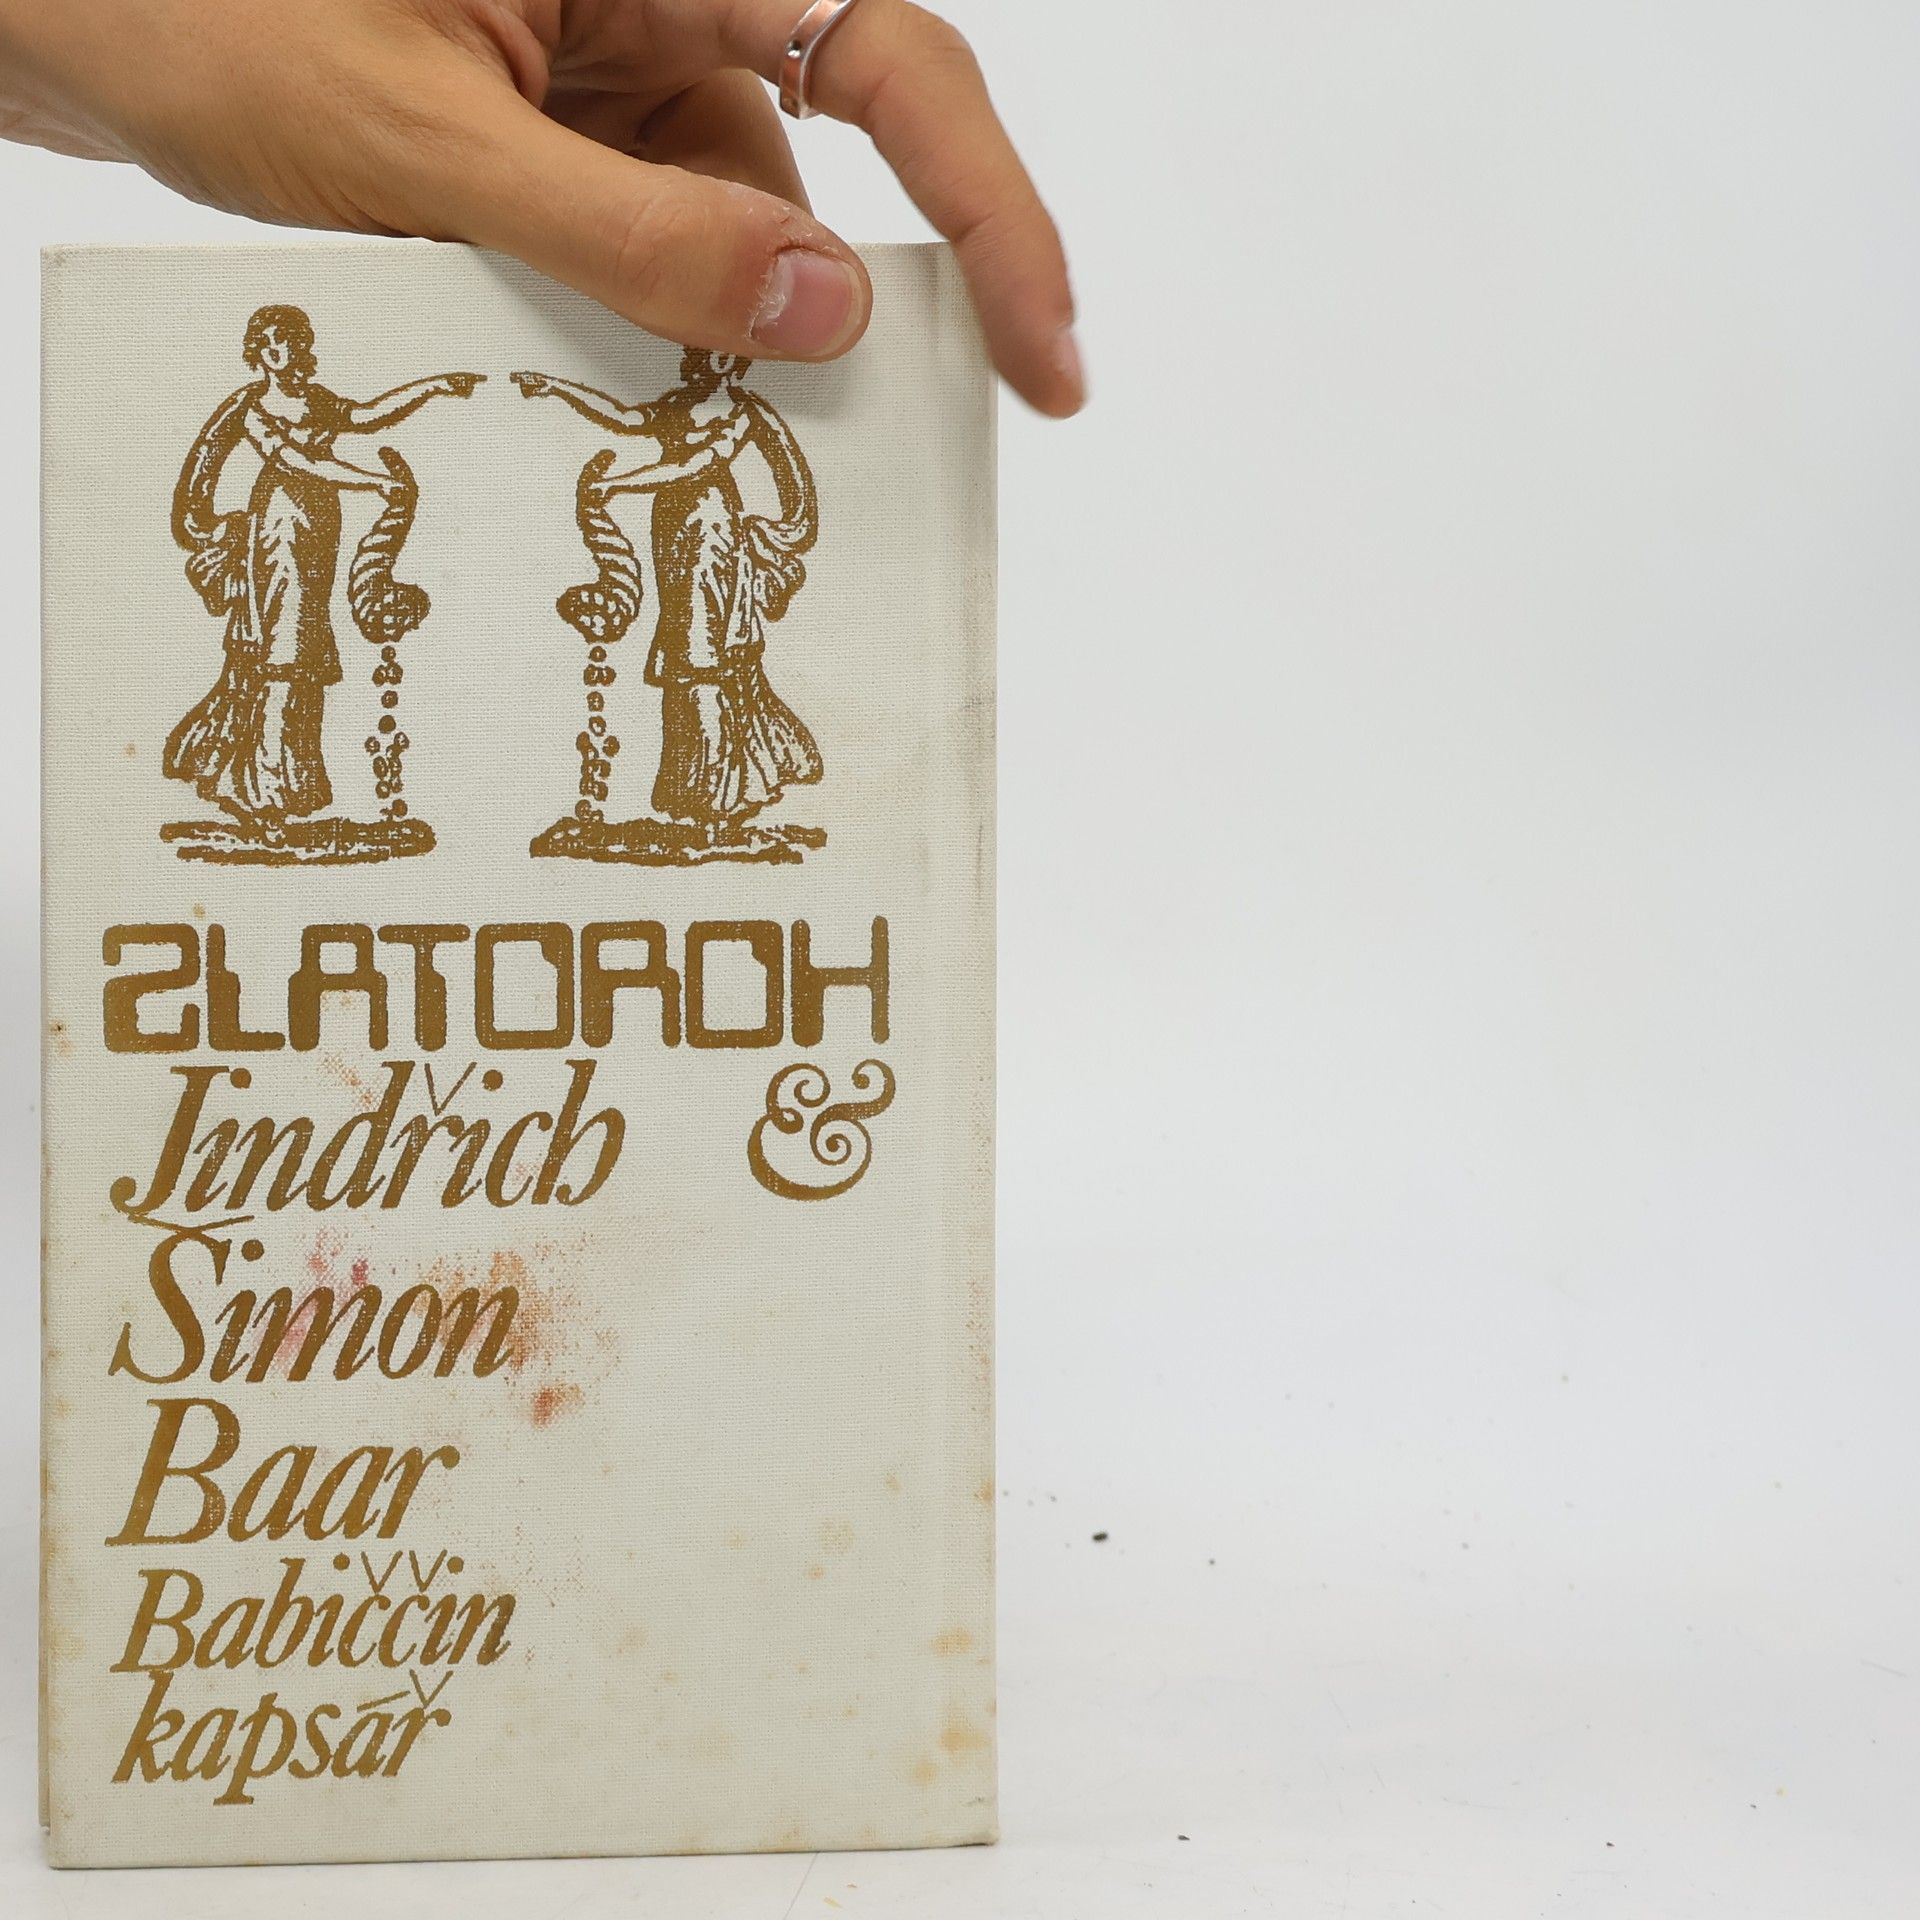 ZLATOROH
Jindřich &
Šimon
Baar
Babiččin
kapsář